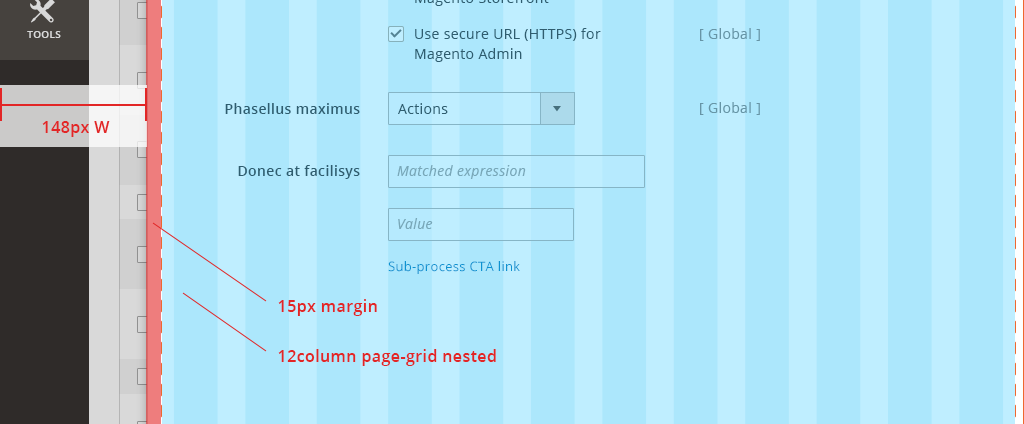 Magento Storefront
TOOLS
Use secure URL (HTTPS) for
Magento Admin
[ Global ]
148px W
Phasellus maximus
Actions
[ Global ]
Donec at facilisys
Matched expression
Value
Sub-process CTA link
15px margin
12column page-grid nested